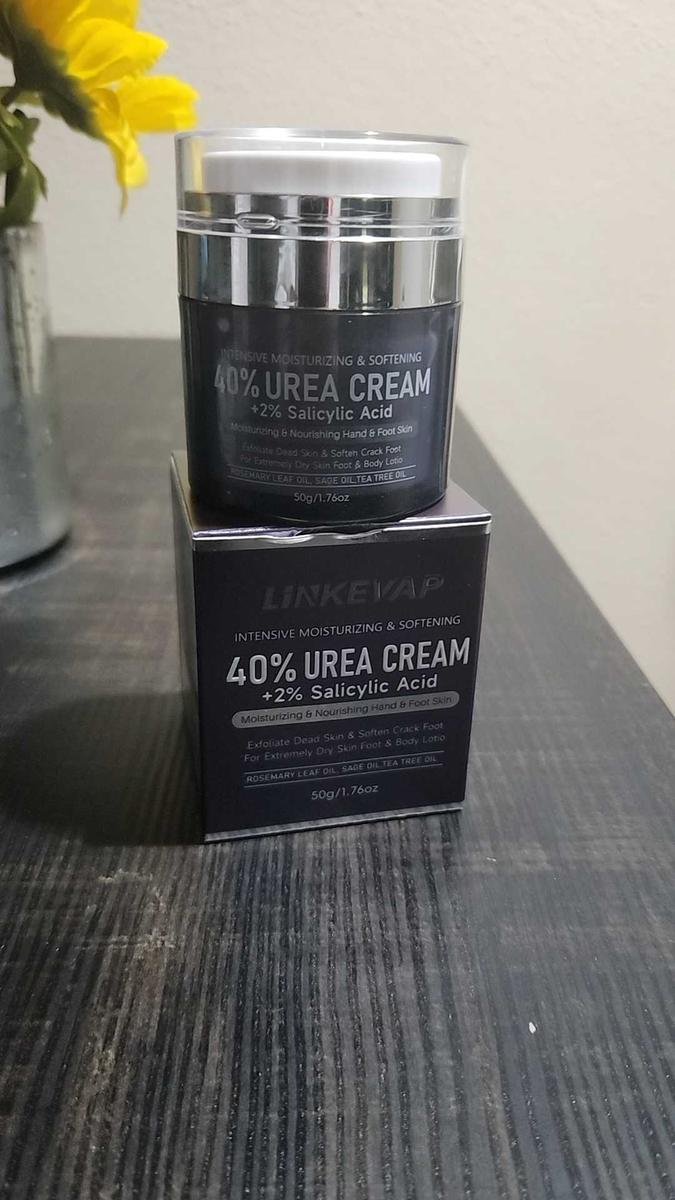 INTENSIVE MOISTURIZING & SOFTENING
40% UREA CREAM
+2% Salicylic Acid
Moisturizing & Nourishing Hand & Foot Skin
Exfoliate Dead Skin & Soften Crack Foot
For Extremely Dry Skin Foot & Body Lotio
ROSEMARY LEAF OIL, SAGE OIL,TEA TREE OIL
50g/1.76oz
LINKEVAP
INTENSIVE MOISTURIZING & SOFTENING
40% UREA CREAM
+2% Salicylic Acid
Moisturizing & Nourishing Hand & Foot Skin
Exfoliate Dead Skin & Soften Crack Foot
For Extremely Dry Skin Foot & Body Lotio
ROSEMARY LEAF OIL, SAGE OIL,TEA TREE OIL
50g/1.76oz